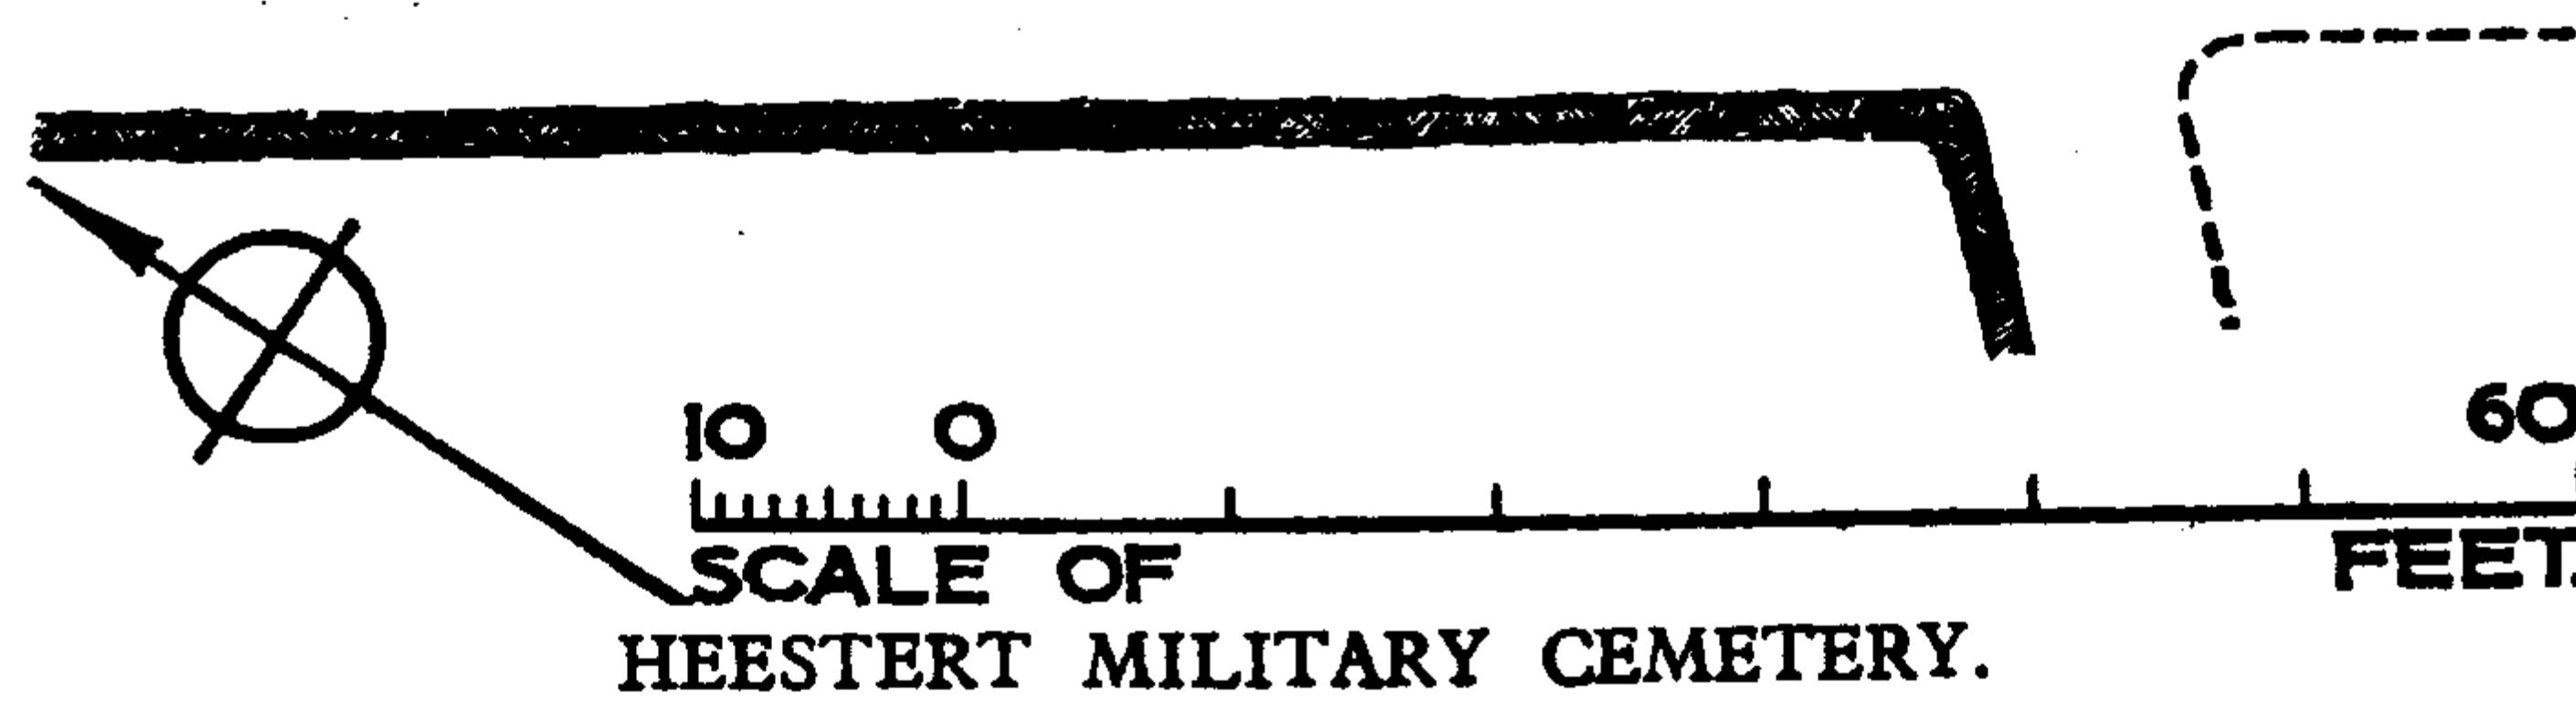 10 0 60
SCALE OF FEET.
HEESTERT MILITARY CEMETERY.